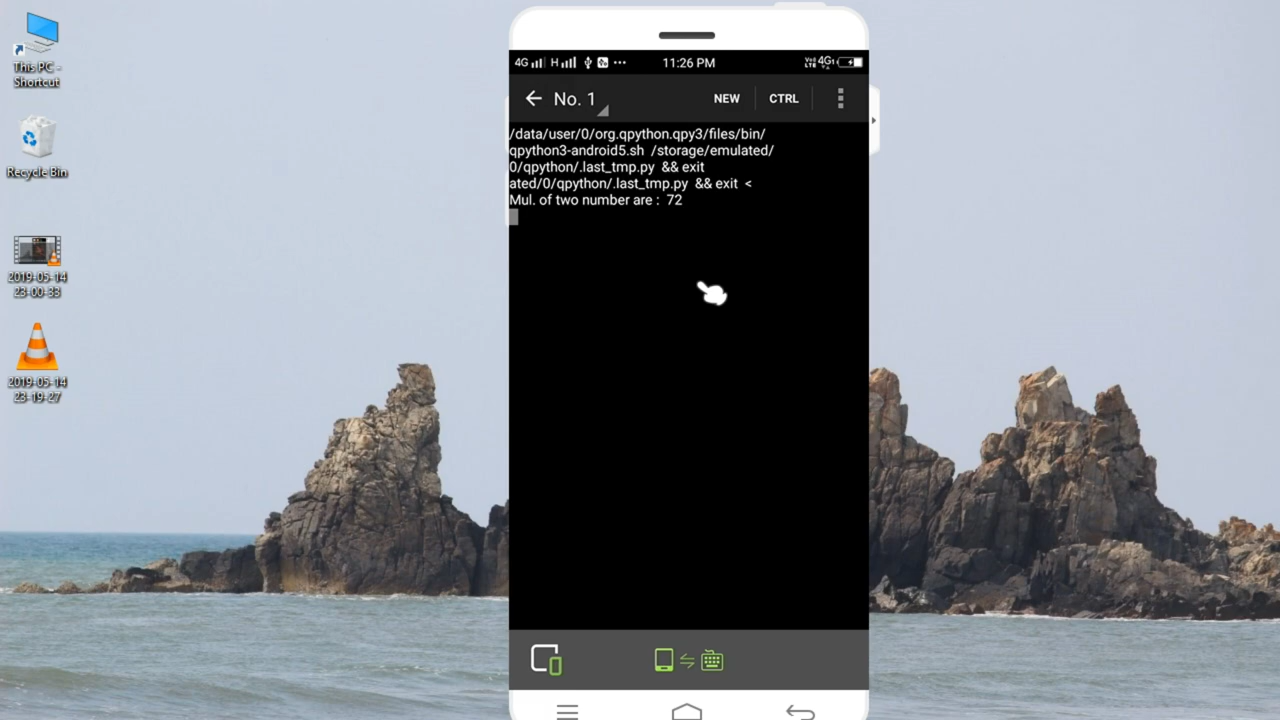 This PC -
Shortcut
Recycle Bin
2019-05-14
23-00-33
2019-05-14
23-19-27
4G H 11:26 PM VoD LTE 4G
No. 1 NEW CTRL
/data/user/0/org.qpython.qpy3/files/bin/
qpython3-android5.sh /storage/emulated/
0/qpython/.last_tmp.py && exit
ated/0/qpython/.last_tmp.py && exit <
Mul. of two number are : 72